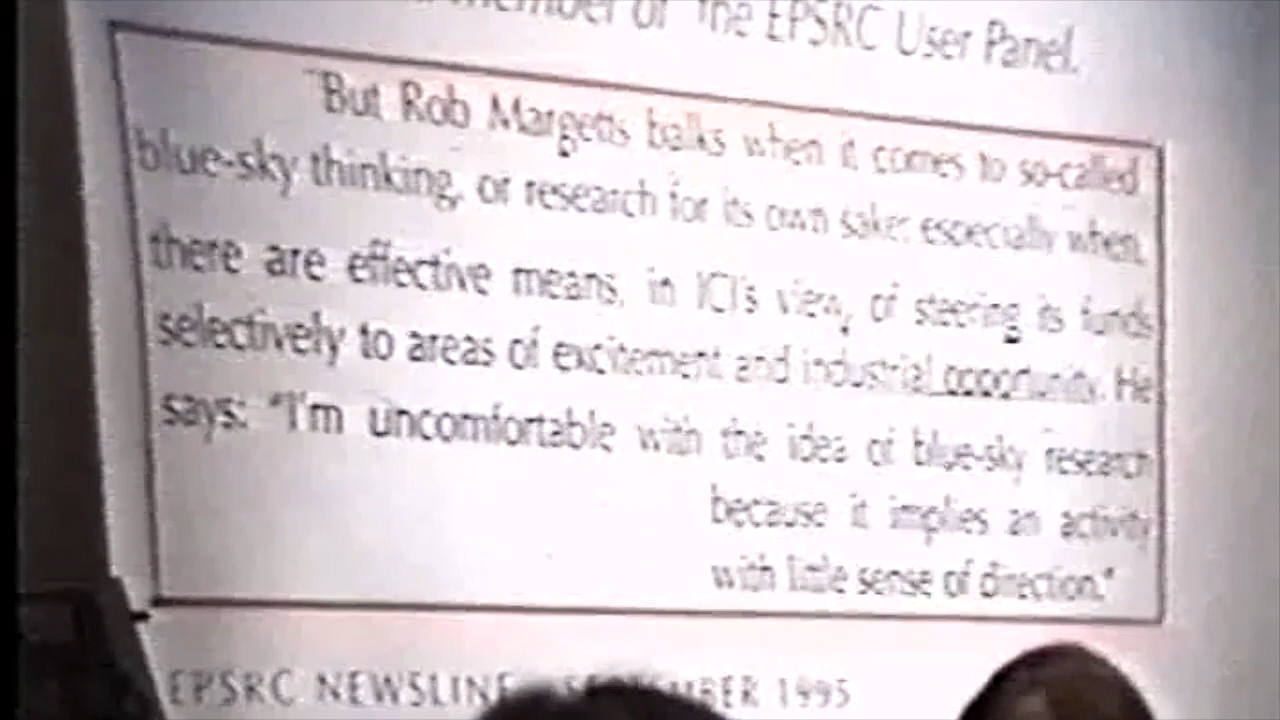 member of The EPSRC User Panel.
"But Rob Margetts balks when it comes to so-called
blue-sky thinking, or research for its own sake: especially when,
there are effective means, in ICI's view, of steering its funds
selectively to areas of excitement and industrial opportunity. He
says: "I'm uncomfortable with the idea of blue-sky research
because it implies an activity
with little sense of direction."
EPSRC NEWSLINE SEPTEMBER 1995